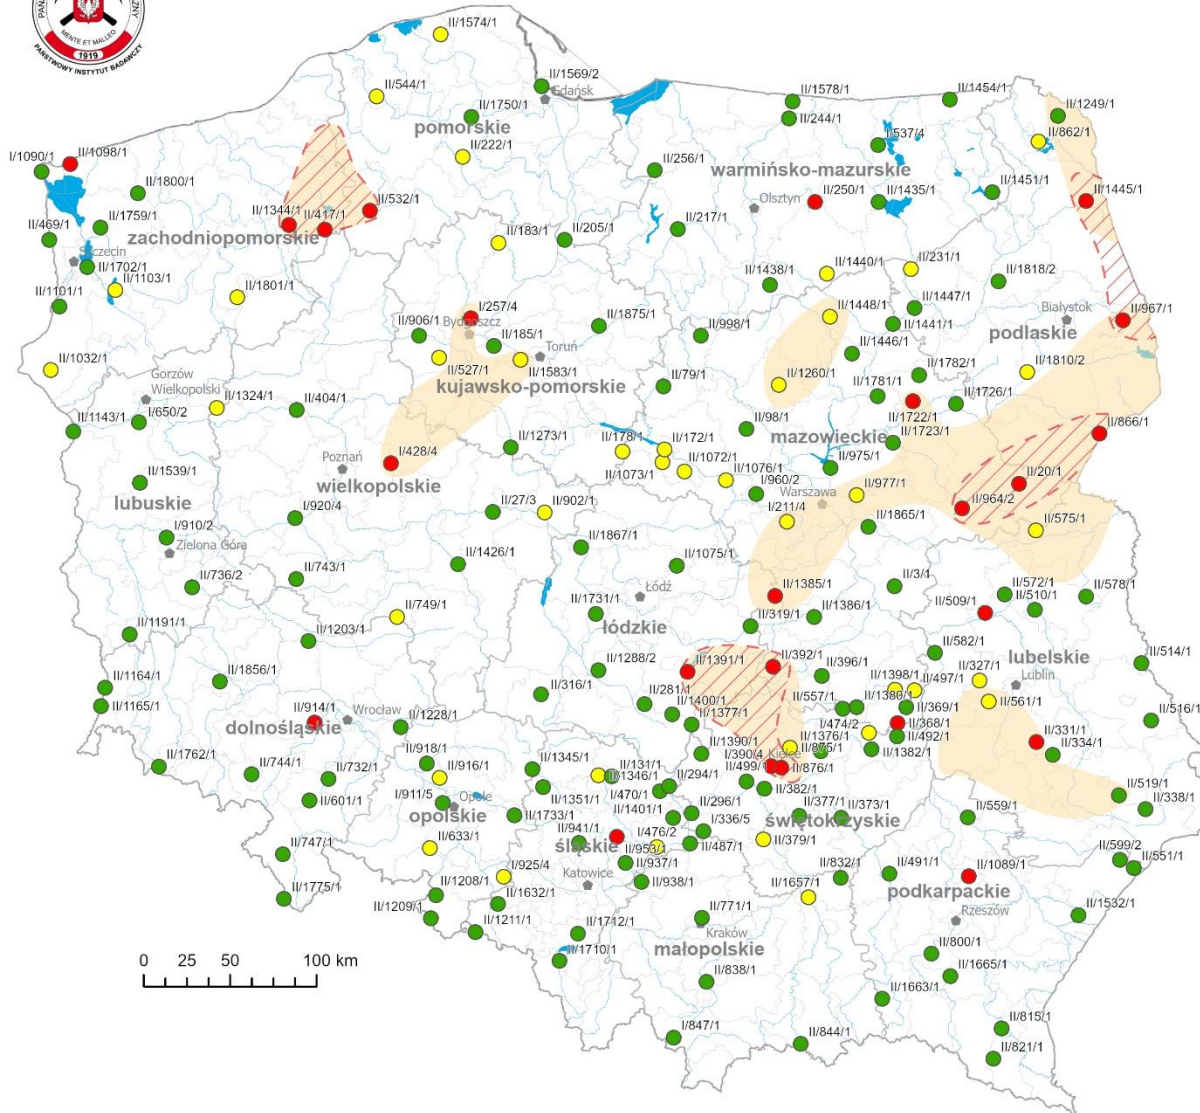 PAŃ
ZNY
MENTE ET MALLEO
1919
PAŃSTWOWY INSTYTUT BADAWCZY
II/1574/1
II/544/1
II/1569/2
Gdańsk
II/1750/1
pomorskie
II/222/1
II/1578/1
II/244/1
II/1454/1
II/1249/1
II/862/1
I-537/4
I/1090/1
II/1098/1
II/1800/1
II/256/1
warmińsko-mazurskie
Olsztyn
II/250/1
II/1435/1
II/1451/1
II/1445/1
II/532/1
II/1344/1
II/417/1
II/469/1
II/1759/1
zachodniopomorskie
Szczecin
II/1702/1
II/1103/1
II/1101/1
II/1801/1
II/183/1
II/205/1
II/217/1
II/1438/1
II/1440/1
II/231/1
II/1818/2
II/1448/1
II/1447/1
II/1441/1
Białystok
II/967/1
podlaskie
I/257/4
Bydgoszcz
II/906/1
II/185/1
II/1875/1
II/998/1
II/1446/1
Toruń
II/527/1
II/1583/1
kujawsko-pomorskie
II/1032/1
Gorzów
Wielkopolski
II/1324/1
I/650/2
II/1143/1
II/404/1
II/79/1
II/1260/1
II/1782/1
II/1781/1
II/1810/2
II/1726/1
II/1722/1
II/1723/1
II/866/1
II/98/1
mazowieckie
II/975/1
II/178/1
II/172/1
II/1273/1
II/1073/1
II/1072/1
II/1076/1
I/428/4
Poznań
wielkopolskie
II/1539/1
lubuskie
I/960/2
Warszawa
II/977/1
I/211/4
II/1865/1
II/20/1
II/964/2
II/575/1
I/910/2
Zielona Góra
I/920/4
II/27/3
II/902/1
II/1867/1
II/736/2
II/743/1
II/1426/1
II/1075/1
Łódź
II/1385/1
II/3/1
II/572/1
II/510/1
II/578/1
II/509/1
II/749/1
II/1731/1
łódzkie
II/319/1
II/1386/1
II/1191/1
II/1203/1
II/582/1
lubelskie
II/514/1
II/1288/2
II/1391/1
II/392/1
II/396/1
II/1398/1
II/327/1
II/497/1
Lublin
II/1164/1
II/1856/1
II/1165/1
II/316/1
II/281/1
II/1400/1
II/1377/1
II/557/1
II/1380/1
II/369/1
II/561/1
II/516/1
II/914/1
Wrocław
dolnośląskie
II/1228/1
I/474/2
II/368/1
II/492/1
II/1376/1
II/1382/1
II/331/1
II/334/1
II/1762/1
II/744/1
II/732/1
II/918/1
II/916/1
II/1345/1
II/131/1
II/1346/1
II/1390/1
I/390/4
Kielce
II/875/1
II/499/1
II/876/1
II/294/1
II/601/1
I/911/5
Opole
opolskie
II/1351/1
I/470/1
II/1401/1
II/296/1
II/382/1
II/377/1
II/373/1
świętokrzyskie
II/559/1
II/519/1
II/338/1
II/1733/1
I/336/5
II/633/1
II/941/1
śląskie
I/476/2
II/953/1
II/487/1
II/379/1
II/747/1
II/937/1
II/938/1
Katowice
I/925/4
II/832/1
II/491/1
II/1089/1
podkarpackie
II/599/2
II/551/1
II/1775/1
II/1208/1
II/1209/1
II/1632/1
II/1211/1
II/1657/1
II/771/1
Kraków
małopolskie
Rzeszów
II/1532/1
II/1712/1
II/1710/1
II/800/1
II/1665/1
II/838/1
II/1663/1
0 25 50 100 km
I/847/1
II/844/1
II/815/1
II/821/1